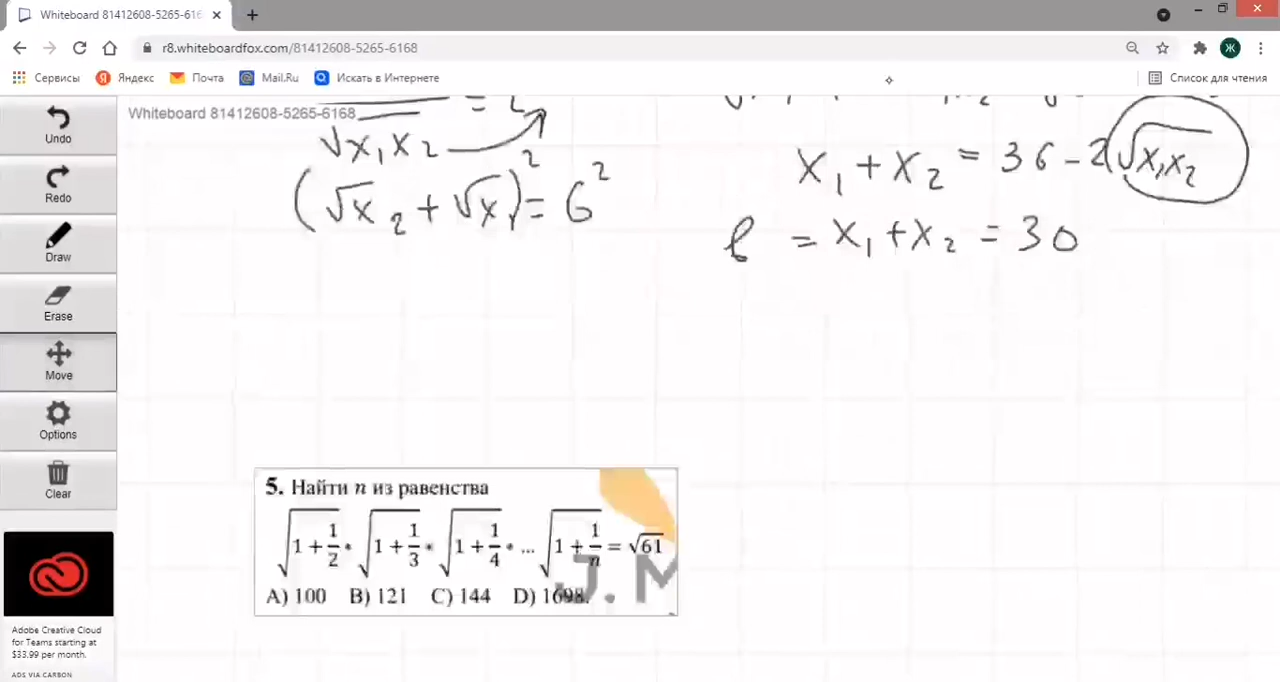 Whiteboard 81412608-5265-616
r8.whiteboardfox.com/81412608-5265-6168
Ж
Сервисы Яндекс Почта Mail.Ru Искать в Интернете Список для чтения
Whiteboard 81412608-5265-6168
Undo
Redo
Draw
Erase
Move
Options
Clear
√x₁x₂
(√x₂ + √x₁)² = 6²
x₁ + x₂ = 36 - 2√x₁x₂
b = x₁ + x₂ = 30
5. Найти n из равенства
√(1 + 1/2) · √(1 + 1/3) · √(1 + 1/4) · ... √(1 + 1/n) = √61
A) 100 B) 121 C) 144 D) 1698.
J.M
Adobe Creative Cloud
for Teams starting at
$33.99 per month.
ADS VIA CARBON